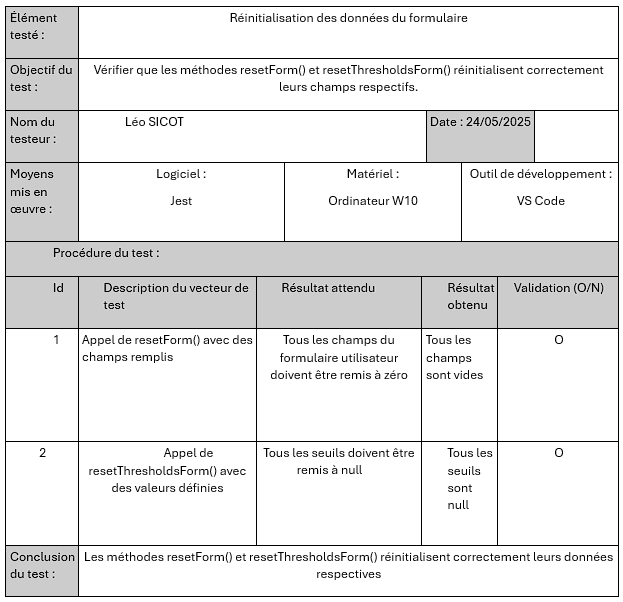 Élément
testé :
Réinitialisation des données du formulaire
Objectif du
test :
Vérifier que les méthodes resetForm() et resetThresholdsForm() réinitialisent correctement
leurs champs respectifs.
Nom du
testeur :
Léo SICOT
Date : 24/05/2025
Moyens
mis en
œuvre :
Logiciel :
Jest
Matériel :
Ordinateur W10
Outil de développement :
VS Code
Procédure du test :
Id
Description du vecteur de
test
Résultat attendu
Résultat
obtenu
Validation (O/N)
1
Appel de resetForm() avec des
champs remplis
Tous les champs du
formulaire utilisateur
doivent être remis à zéro
Tous les
champs
sont vides
O
2
Appel de
resetThresholdsForm() avec
des valeurs définies
Tous les seuils doivent être
remis à null
Tous les
seuils
sont
null
O
Conclusion
du test :
Les méthodes resetForm() et resetThresholdsForm() réinitialisent correctement leurs données
respectives